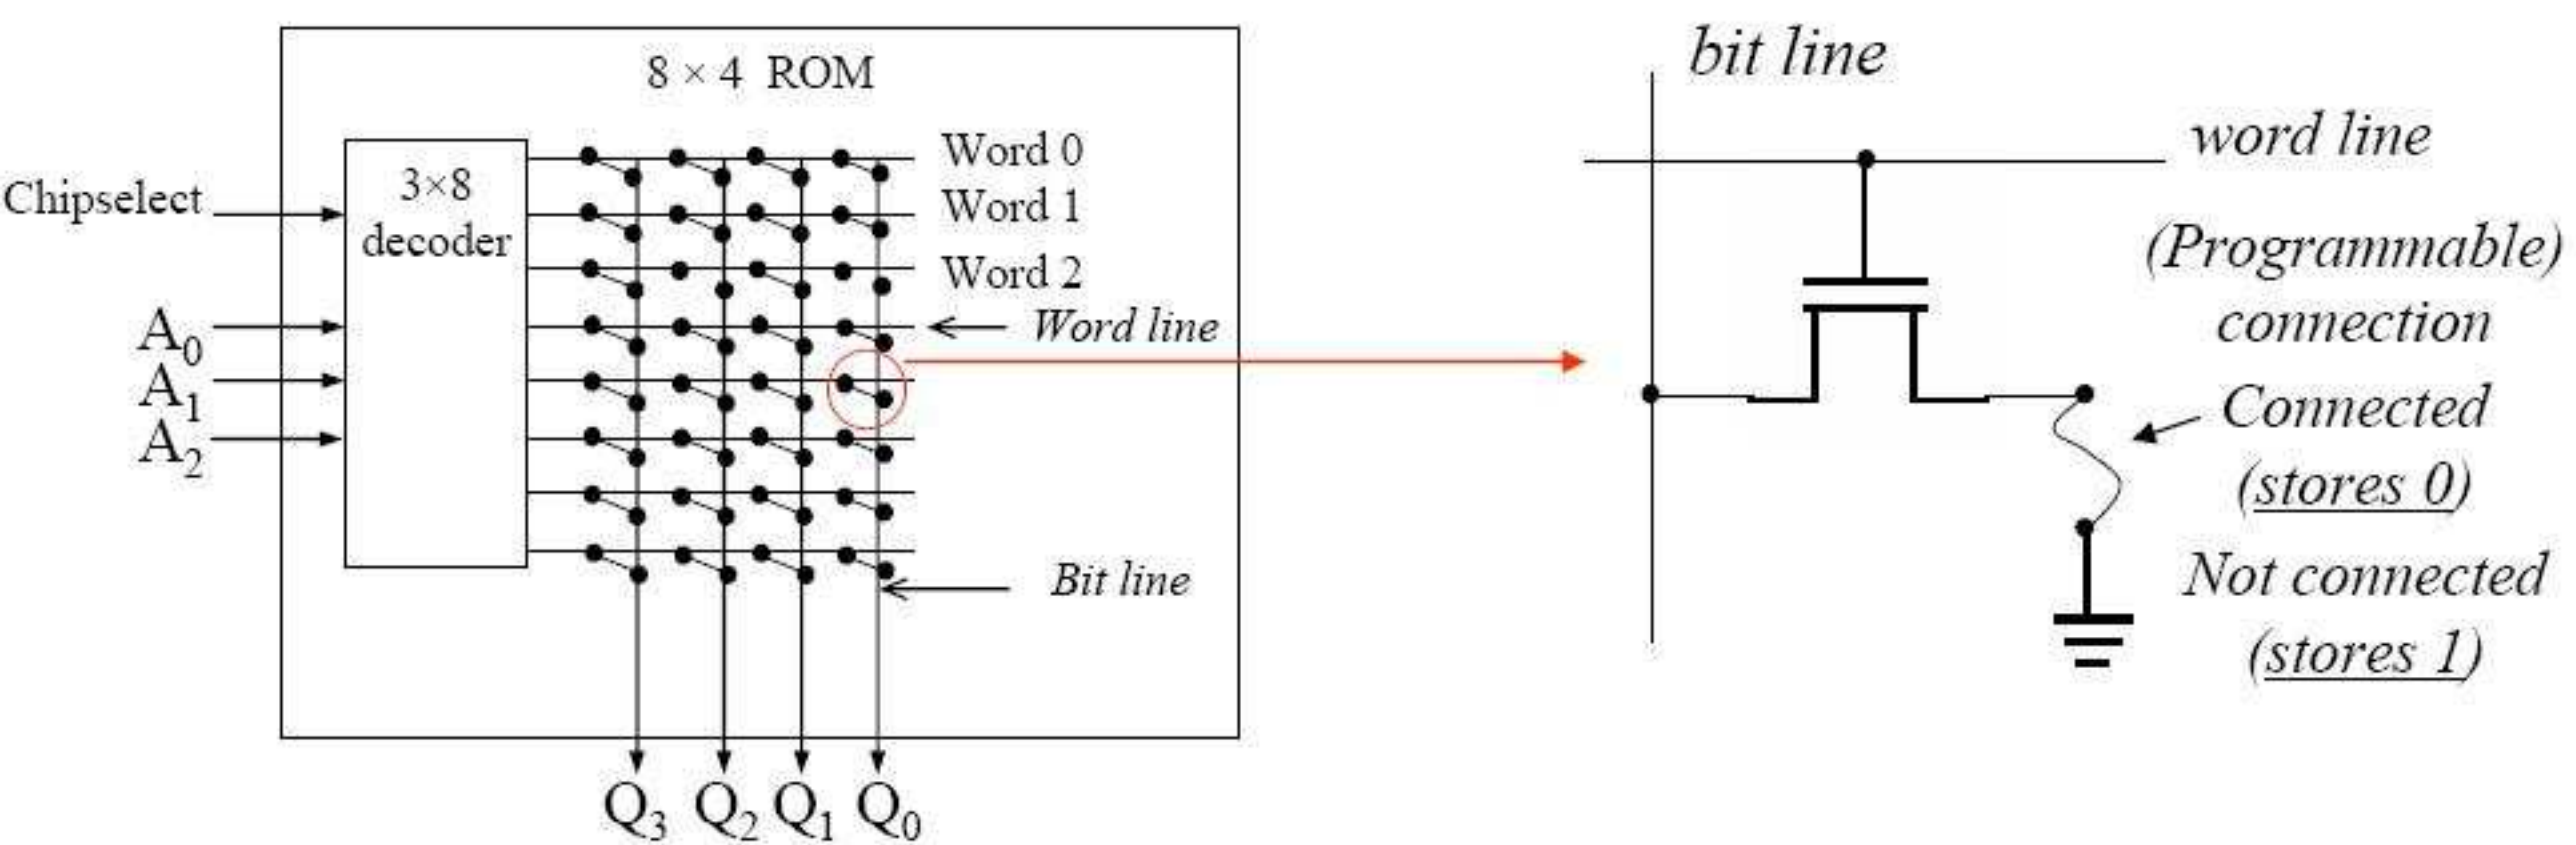 8 × 4 ROM
3×8
decoder
Chipselect
A0
A1
A2
Word 0
Word 1
Word 2
Word line
Bit line
Q3 Q2 Q1 Q0
bit line
word line
(Programmable)
connection
Connected
(stores 0)
Not connected
(stores 1)